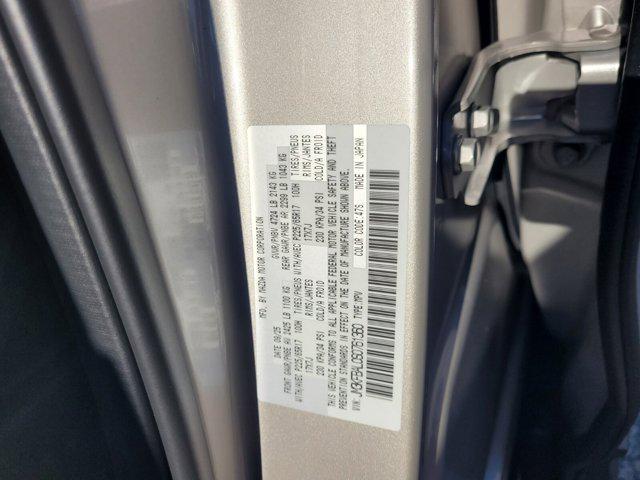 MFD. BY MAZDA MOTOR CORPORATION
DATE 09/25 GVWR/PNBV 4724 LB 2143 KG
FRONT GAWR/PNBE AV 2425 LB 1100 KG REAR GAWR/PNBE AR 2299 LB 1043 KG
WITH/AVEC P225/65R17 100H TIRES/PNEUS WITH/AVEC P225/65R17 100H TIRES/PNEUS
17X7J RIMS/JANTES 17X7J RIMS/JANTES
230 KPA/34 PSI COLD/A FROID 230 KPA/34 PSI COLD/A FROID
THIS VEHICLE CONFORMS TO ALL APPLICABLE FEDERAL MOTOR VEHICLE SAFETY AND THEFT
PREVENTION STANDARDS IN EFFECT ON THE DATE OF MANUFACTURE SHOWN ABOVE.
COLOR CODE:47S MADE IN JAPAN
VIN: TYPE:MPV